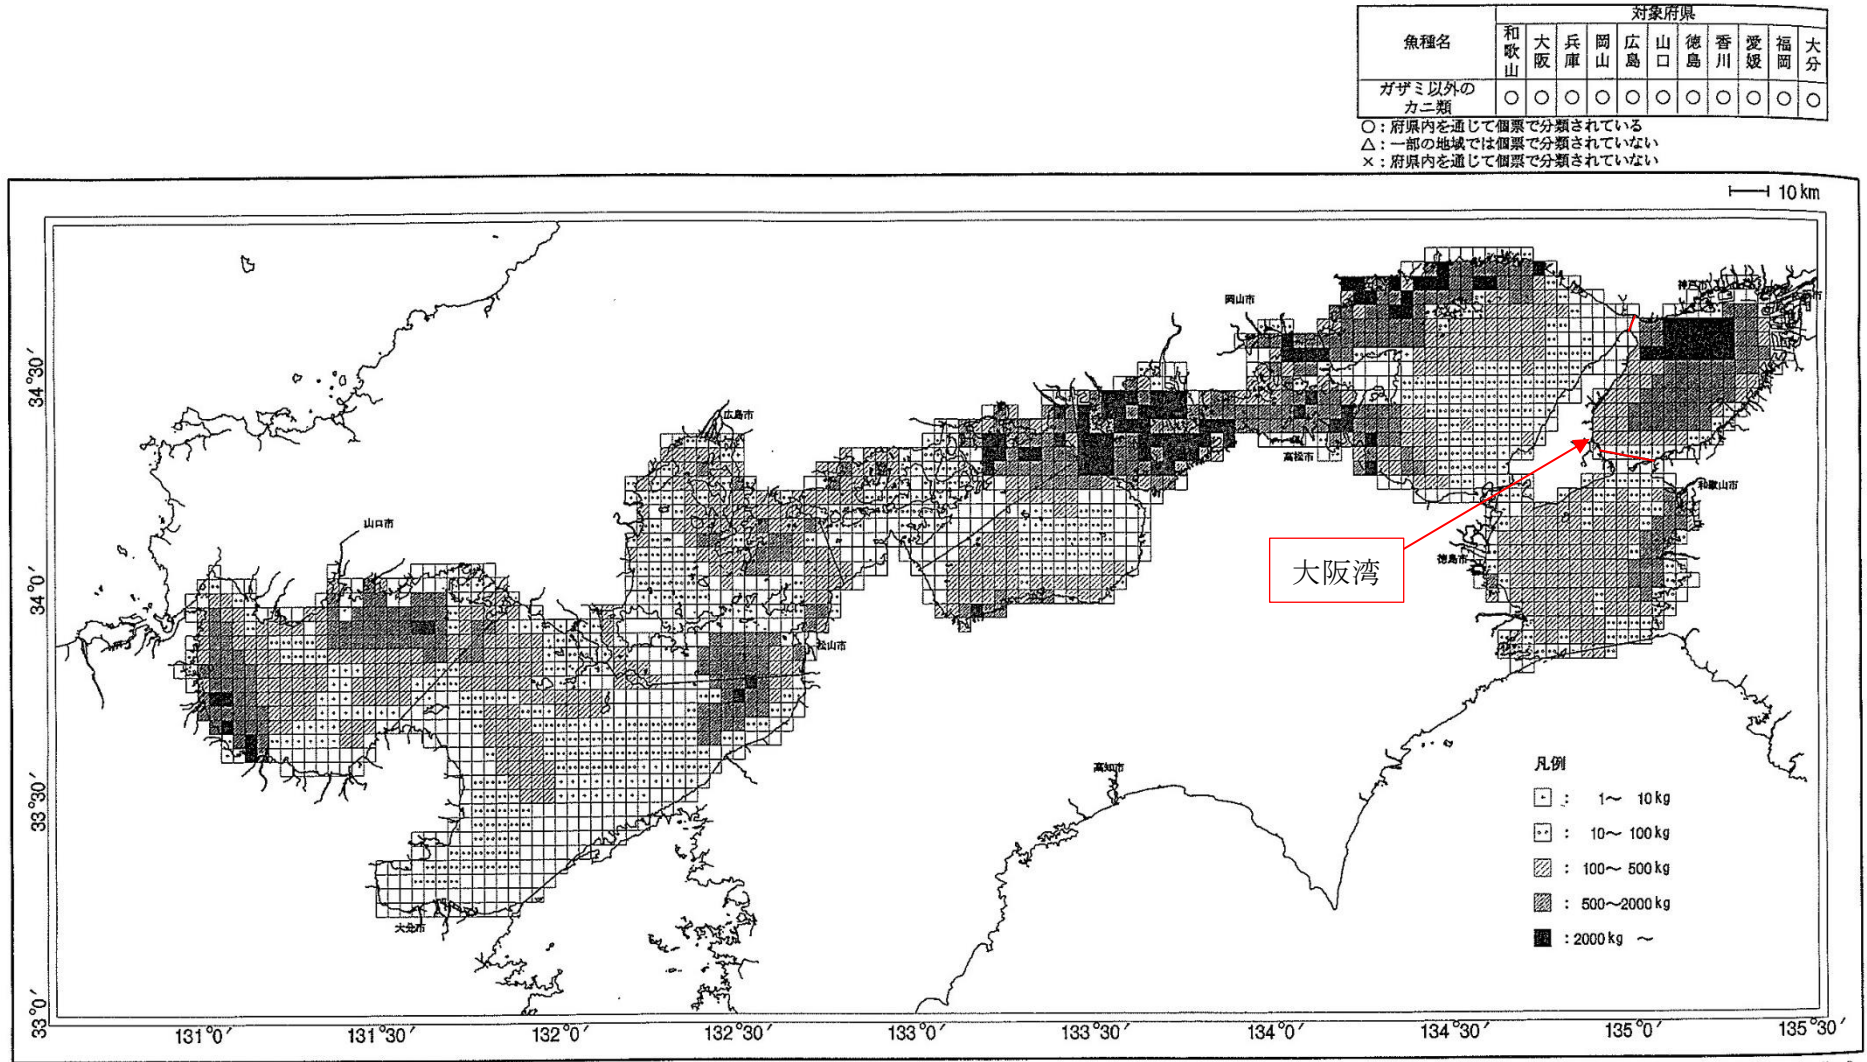 対象府県
魚種名 和歌山 大阪 兵庫 岡山 広島 山口 徳島 香川 愛媛 福岡 大分
ガザミ以外の
カニ類 ○ ○ ○ ○ ○ ○ ○ ○ ○ ○ ○
○：府県内を通じて個票で分類されている
△：一部の地域では個票で分類されていない
×：府県内を通じて個票で分類されていない
10km
神戸市
岡山市
広島市
高松市
和歌山市
山口市
徳島市
大阪湾
松山市
高知市
大分市
凡例
： 1～ 10kg
： 10～ 100kg
： 100～ 500kg
： 500～2000kg
：2000kg ～
34°30′
34°0′
33°30′
33°0′
131°0′ 131°30′ 132°0′ 132°30′ 133°0′ 133°30′ 134°0′ 134°30′ 135°0′ 135°30′